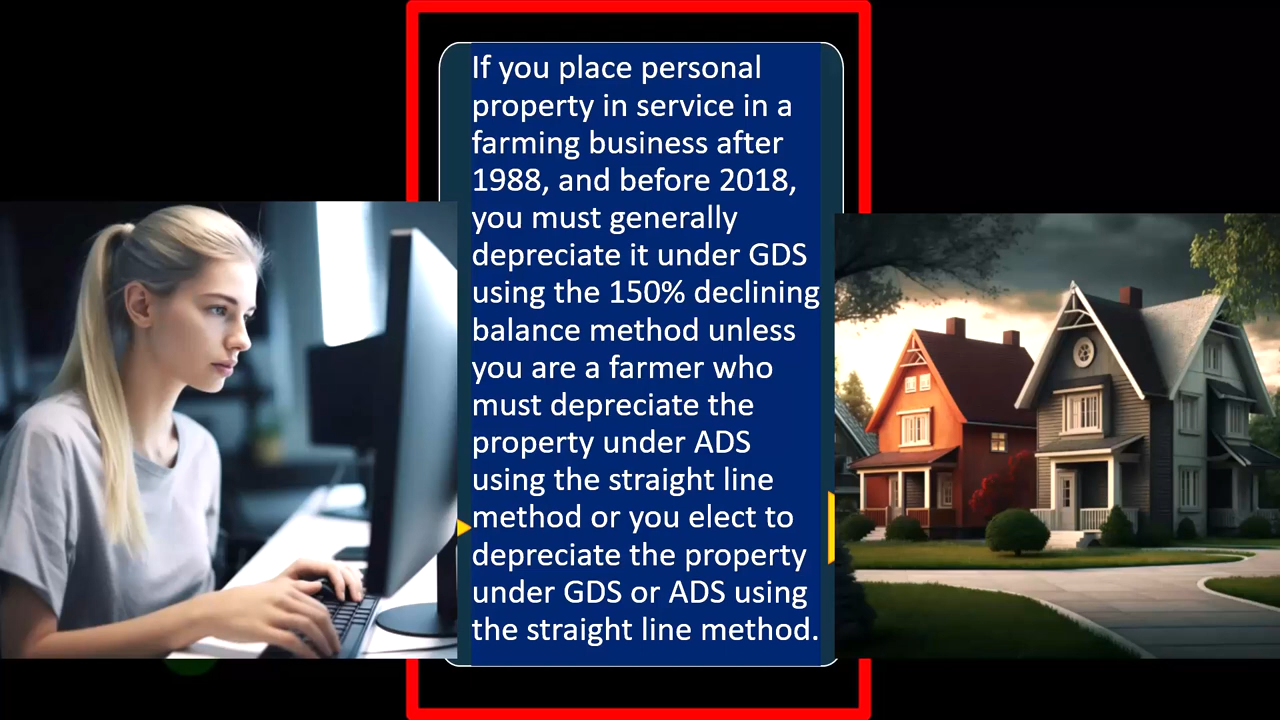 If you place personal
property in service in a
farming business after
1988, and before 2018,
you must generally
depreciate it under GDS
using the 150% declining
balance method unless
you are a farmer who
must depreciate the
property under ADS
using the straight line
method or you elect to
depreciate the property
under GDS or ADS using
the straight line method.